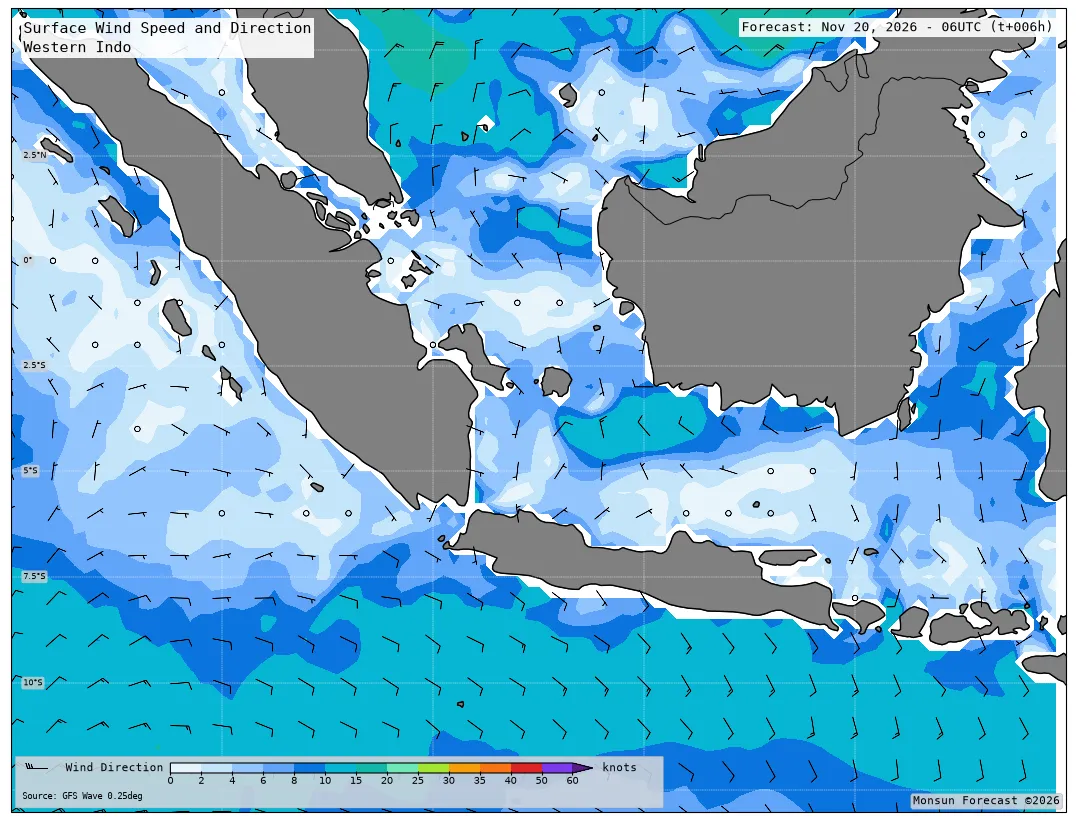 Surface Wind Speed and Direction
Western Indo
Forecast: Nov 20, 2026 - 06UTC (t+006h)
2.5°N
0°
2.5°S
5°S
7.5°S
10°S
Wind Direction
0 2 4 6 8 10 15 20 25 30 35 40 50 60
knots
Source: GFS Wave 0.25deg
Monsun Forecast ©2026